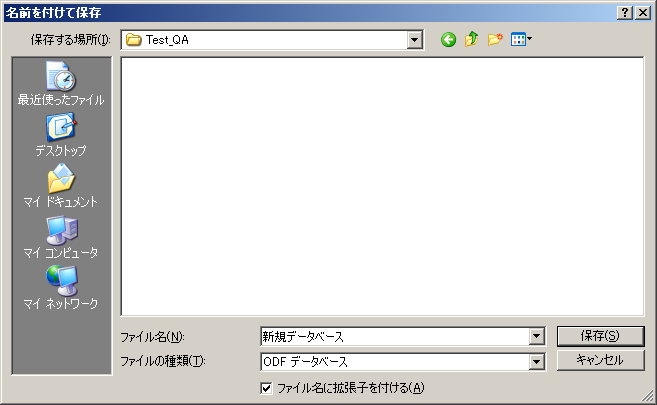 名前を付けて保存
保存する場所(I):
Test_QA
最近使ったファイル
デスクトップ
マイ ドキュメント
マイ コンピュータ
マイ ネットワーク
ファイル名(N):
新規データベース
保存(S)
ファイルの種類(T):
ODF データベース
キャンセル
ファイル名に拡張子を付ける(A)